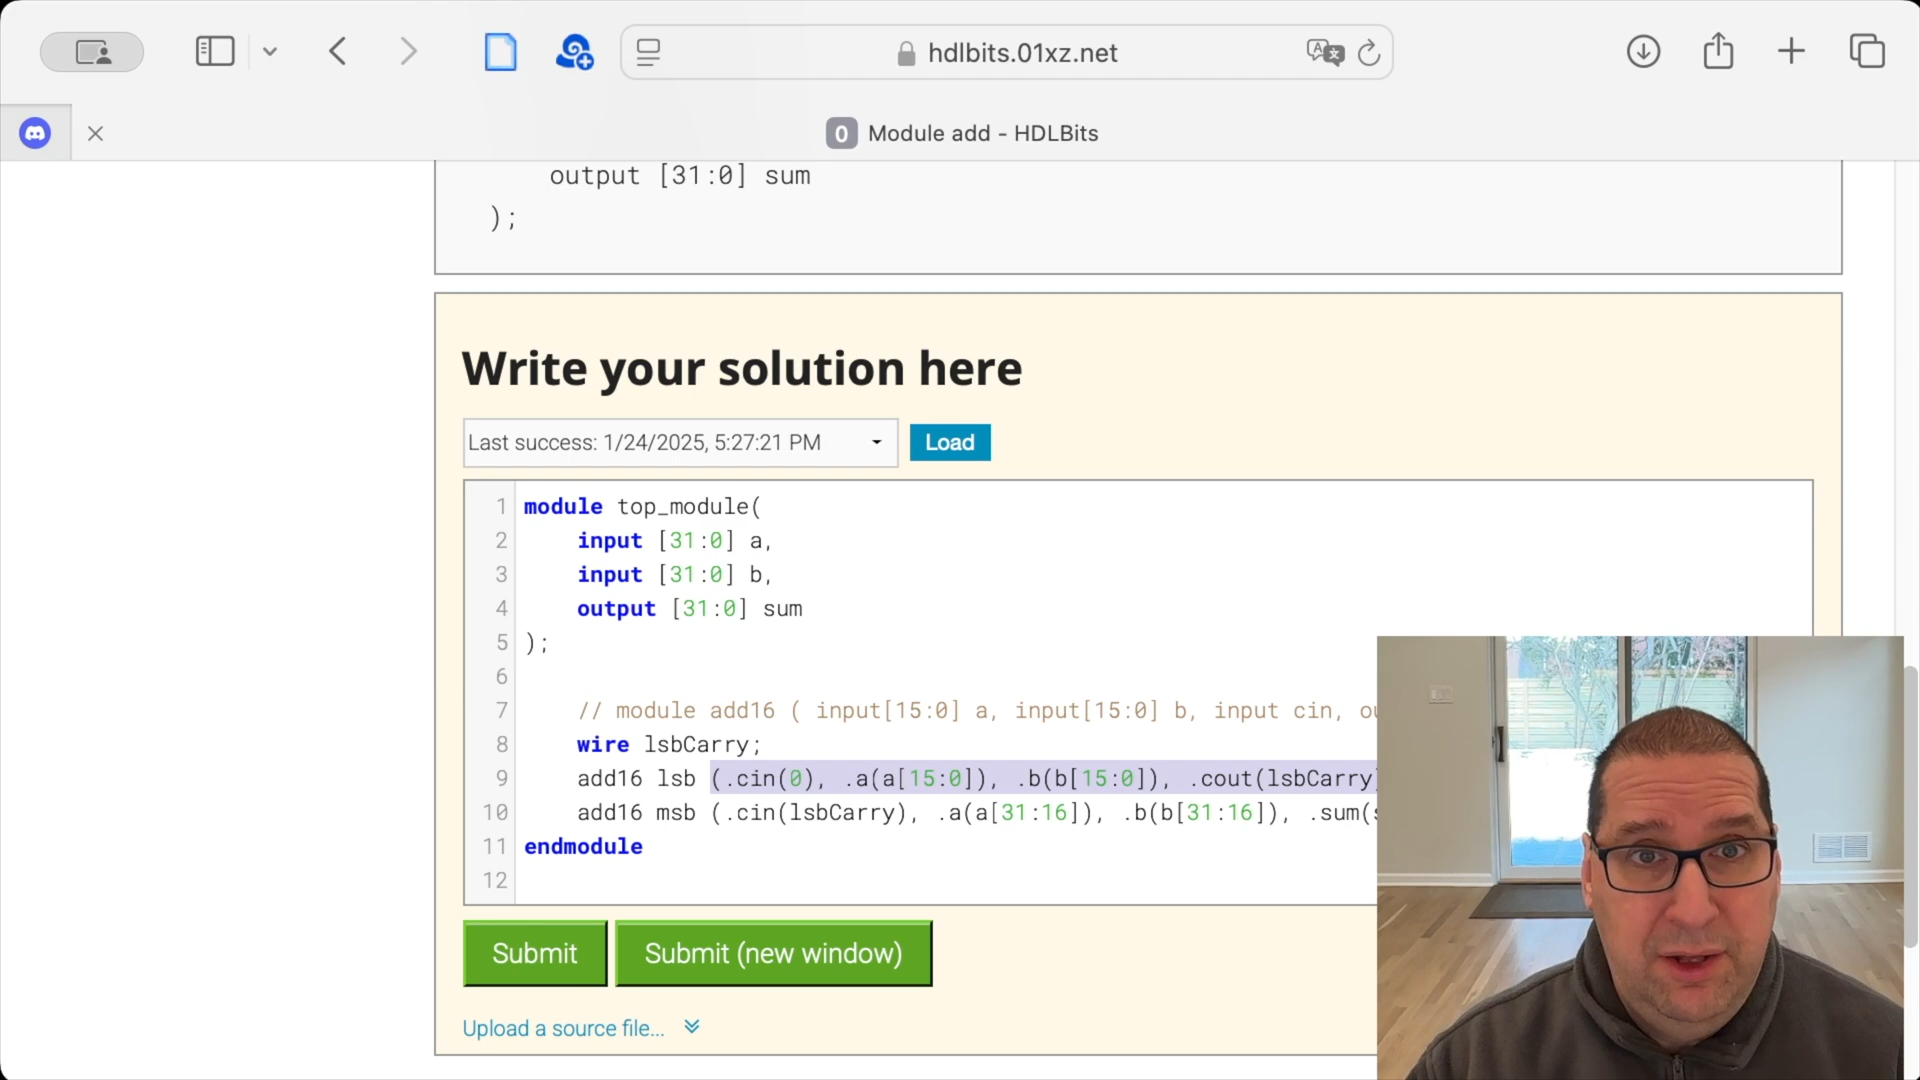 hdlbits.01xz.net
0 Module add - HDLBits
output [31:0] sum
);
Write your solution here
Last success: 1/24/2025, 5:27:21 PM
Load
1 module top_module(
2 input [31:0] a,
3 input [31:0] b,
4 output [31:0] sum
5 );
6
7 // module add16 ( input[15:0] a, input[15:0] b, input cin,
8 wire lsbCarry;
9 add16 lsb (.cin(0), .a(a[15:0]), .b(b[15:0]), .cout(lsbCarry)
10 add16 msb (.cin(lsbCarry), .a(a[31:16]), .b(b[31:16]), .sum(
11 endmodule
12
Submit
Submit (new window)
Upload a source file...